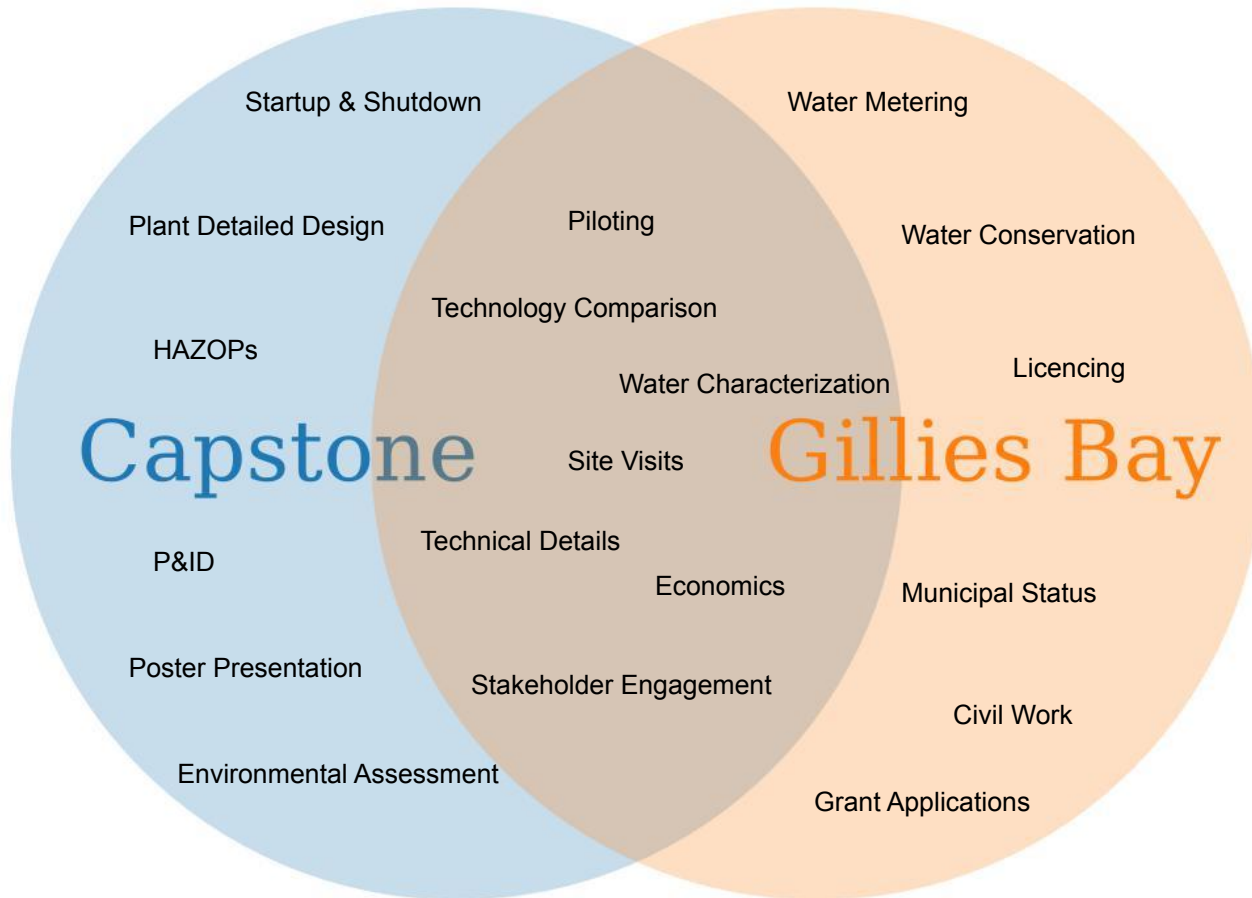 Startup & Shutdown
Water Metering
Plant Detailed Design
Piloting
Water Conservation
Technology Comparison
HAZOPs
Water Characterization
Licencing
Capstone
Site Visits
Gillies Bay
Technical Details
P&ID
Economics
Municipal Status
Poster Presentation
Stakeholder Engagement
Civil Work
Environmental Assessment
Grant Applications